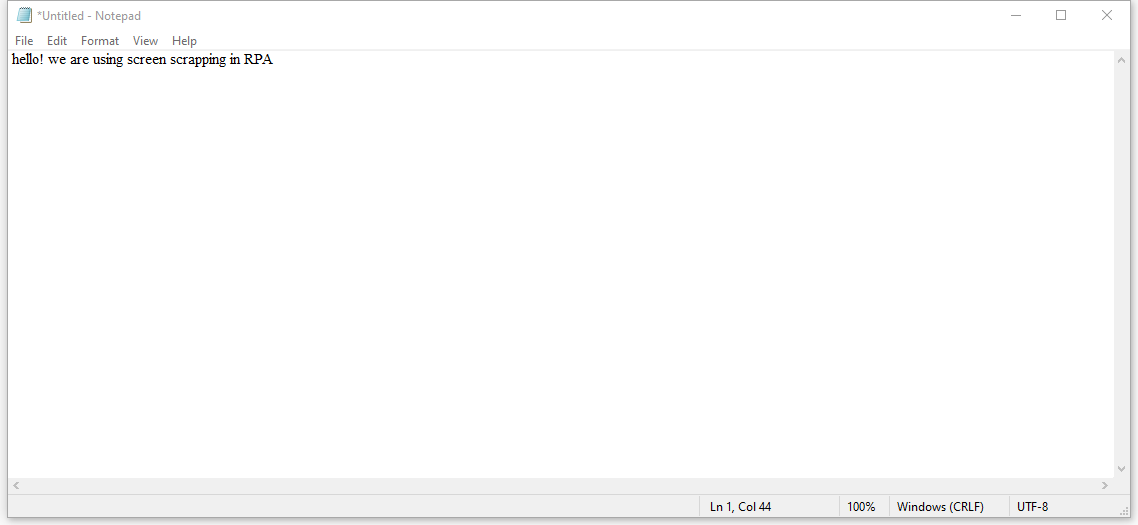 *Untitled - Notepad
File Edit Format View Help
hello! we are using screen scrapping in RPA
Ln 1, Col 44 100% Windows (CRLF) UTF-8